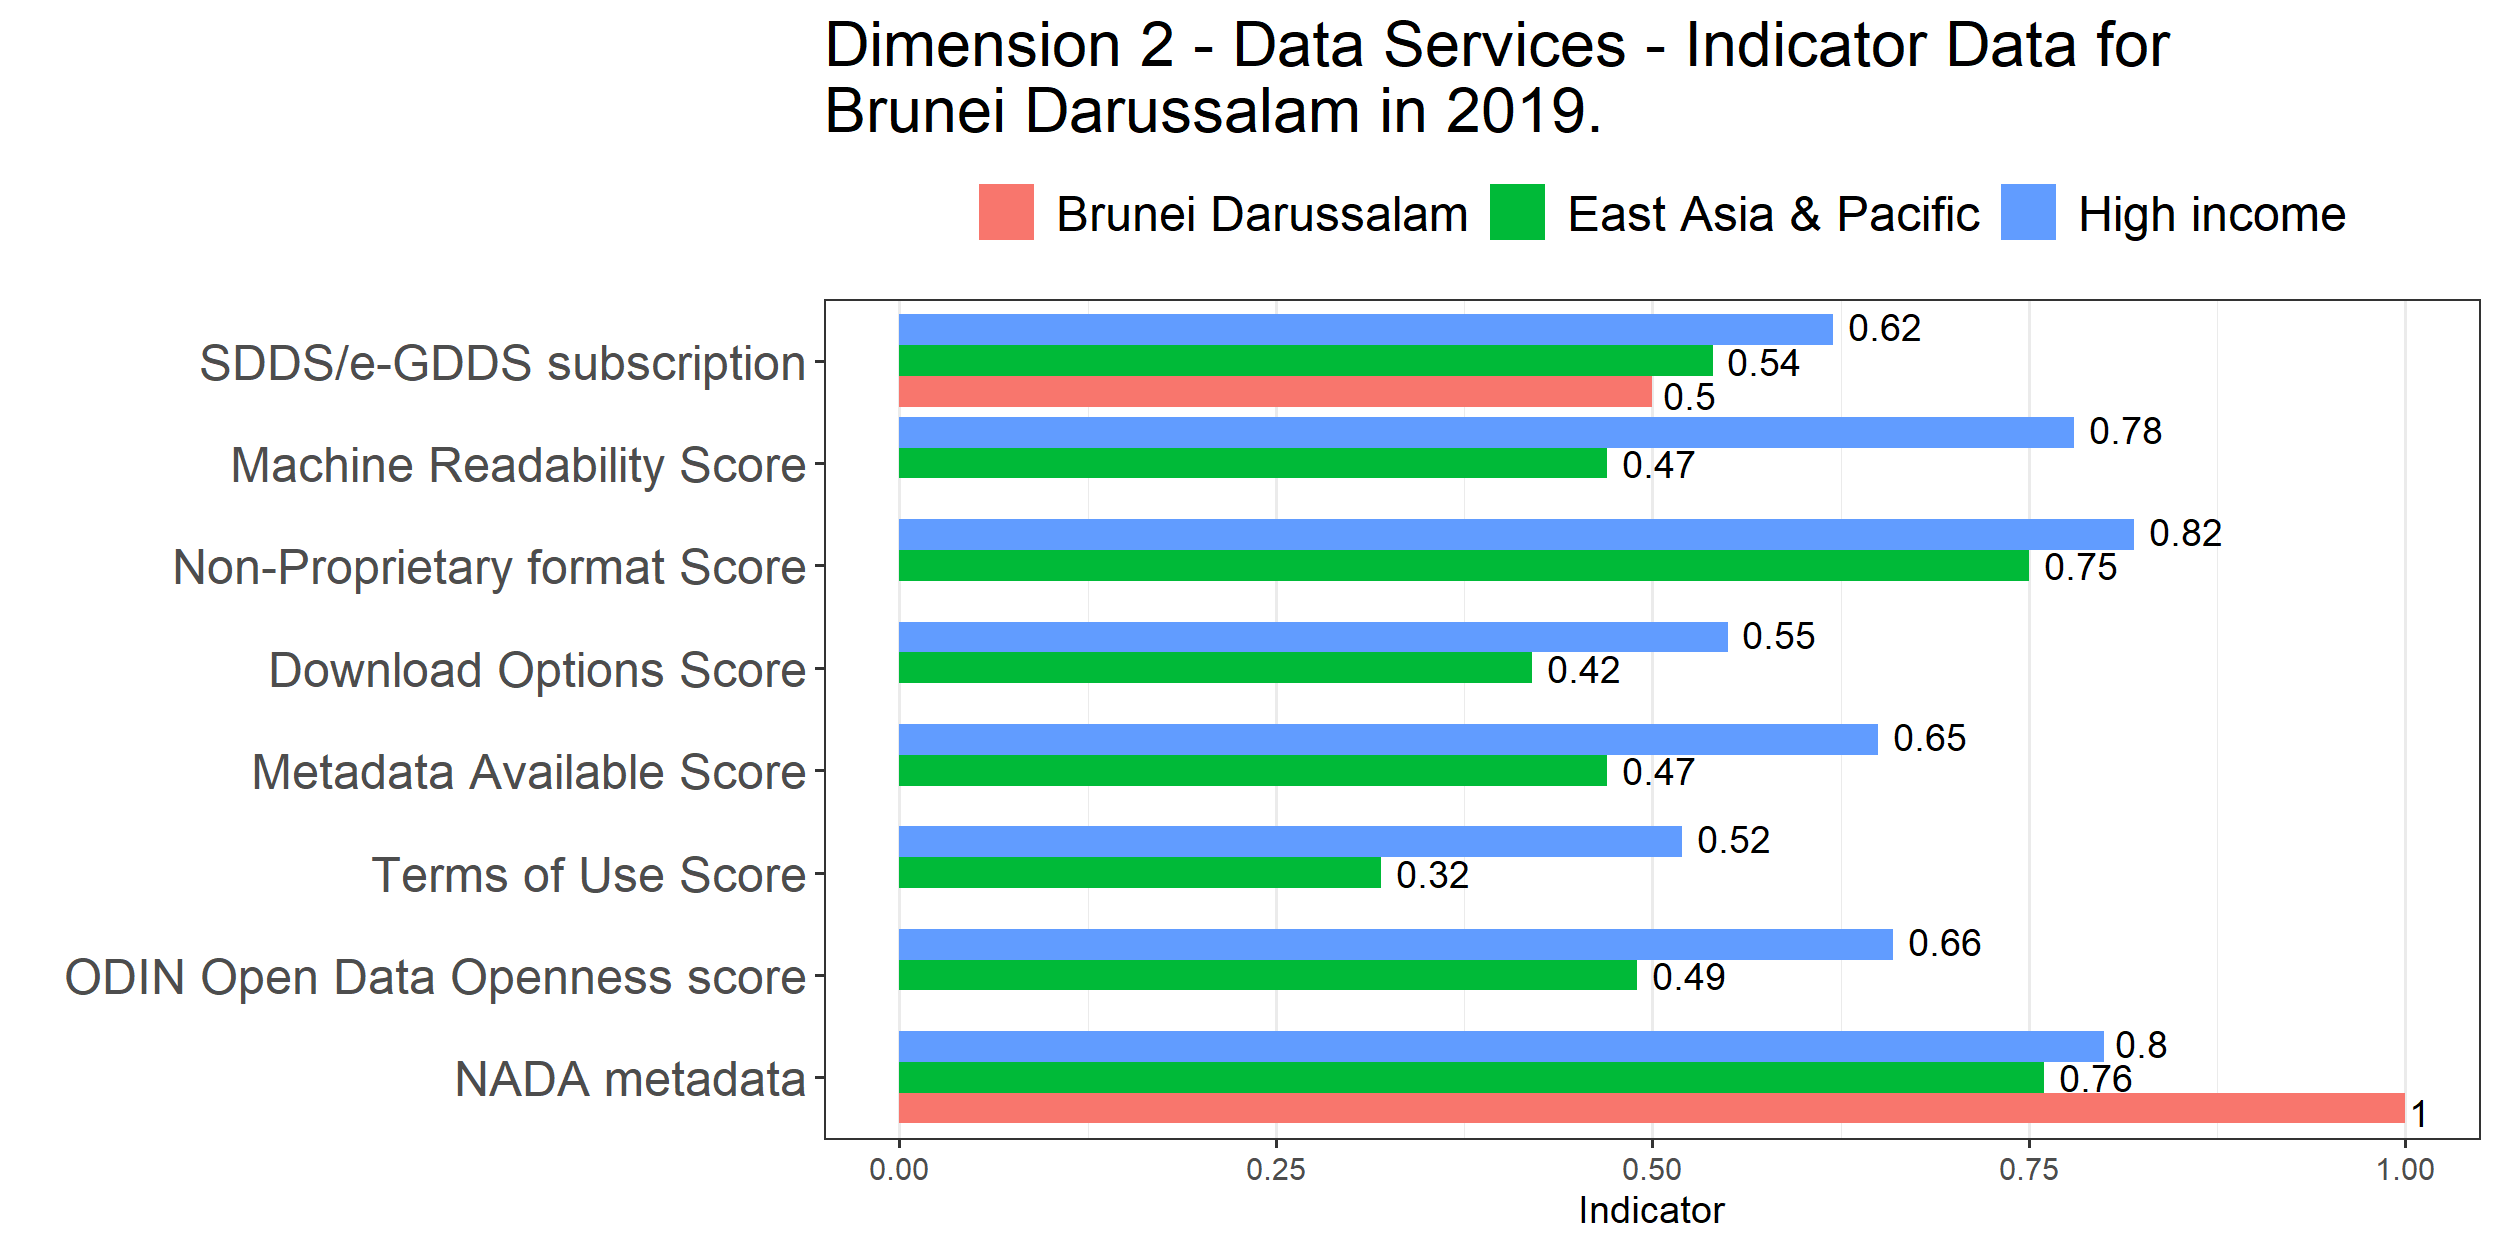 Dimension 2 - Data Services - Indicator Data for
Brunei Darussalam in 2019.
Brunei Darussalam East Asia & Pacific High income
SDDS/e-GDDS subscription
0.62
0.54
0.5
Machine Readability Score
0.78
0.47
Non-Proprietary format Score
0.82
0.75
Download Options Score
0.55
0.42
Metadata Available Score
0.65
0.47
Terms of Use Score
0.52
0.32
ODIN Open Data Openness score
0.66
0.49
NADA metadata
0.8
0.76
1
0.00 0.25 0.50 0.75 1.00
Indicator